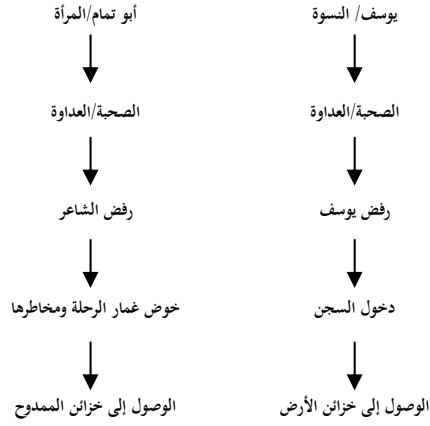 يوسف/ النسوة
أبو تمام/المرأة
الصحبة/العداوة
الصحبة/العداوة
رفض يوسف
رفض الشاعر
دخول السجن
خوض غمار الرحلة ومخاطرها
الوصول إلى خزائن الأرض
الوصول إلى خزائن الممدوح